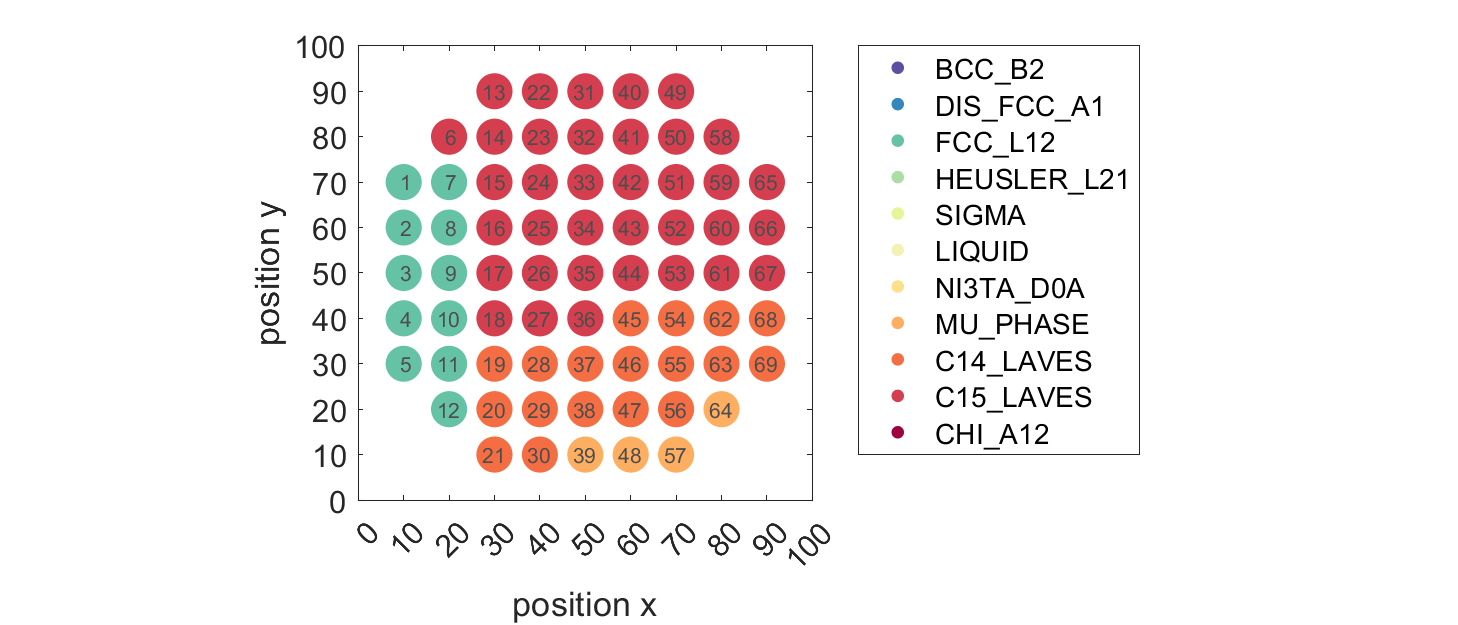 100
90
80
70
60
50
40
30
20
10
0
position y
13 22 31 40 49
6 14 23 32 41 50 58
1 7 15 24 33 42 51 59 65
2 8 16 25 34 43 52 60 66
3 9 17 26 35 44 53 61 67
4 10 18 27 36 45 54 62 68
5 11 19 28 37 46 55 63 69
12 20 29 38 47 56 64
21 30 39 48 57
0 10 20 30 40 50 60 70 80 90 100
position x
BCC_B2
DIS_FCC_A1
FCC_L12
HEUSLER_L21
SIGMA
LIQUID
NI3TA_D0A
MU_PHASE
C14_LAVES
C15_LAVES
CHI_A12